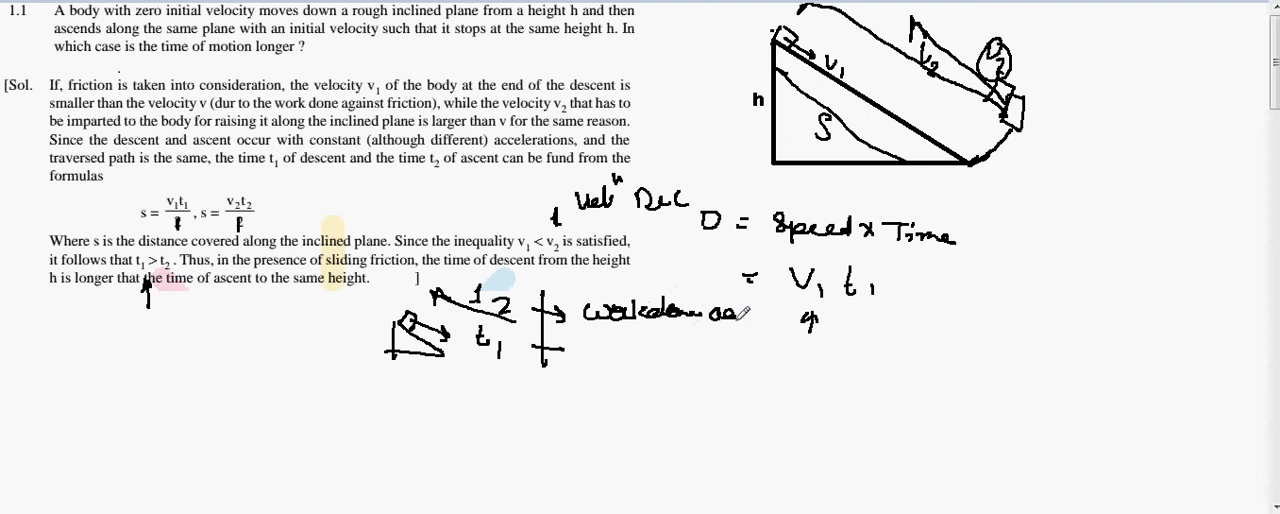 1.1 A body with zero initial velocity moves down a rough inclined plane from a height h and then
ascends along the same plane with an initial velocity such that it stops at the same height h. In
which case is the time of motion longer ?
[Sol. If, friction is taken into consideration, the velocity v₁ of the body at the end of the descent is
smaller than the velocity v (dur to the work done against friction), while the velocity v₂ that has to
be imparted to the body for raising it along the inclined plane is larger than v for the same reason.
Since the descent and ascent occur with constant (although different) accelerations, and the
traversed path is the same, the time t₁ of descent and the time t₂ of ascent can be fund from the
formulas
s = v₁t₁/ , s = v₂t₂/
Where s is the distance covered along the inclined plane. Since the inequality v₁ < v₂ is satisfied,
it follows that t₁ > t₂ . Thus, in the presence of sliding friction, the time of descent from the height
h is longer that the time of ascent to the same height. ]
h
V₁
t₂
S
D = Speed x Time
= V₁ t₁
t₁